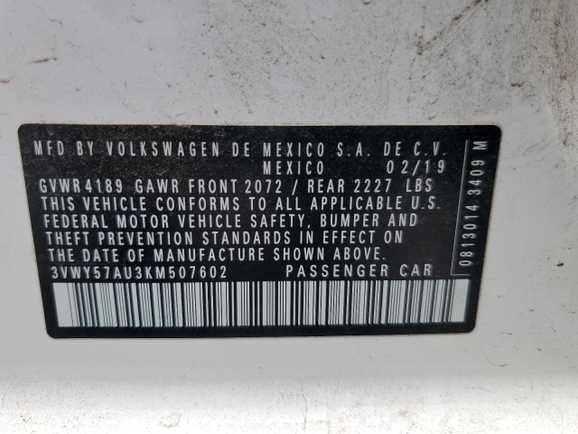 MFD BY VOLKSWAGEN DE MEXICO S.A. DE C.V.
MEXICO 02/19
GVWR 4189 GAWR FRONT 2072 / REAR 2227 LBS
THIS VEHICLE CONFORMS TO ALL APPLICABLE U.S.
FEDERAL MOTOR VEHICLE SAFETY, BUMPER AND
THEFT PREVENTION STANDARDS IN EFFECT ON
THE DATE OF MANUFACTURE SHOWN ABOVE.
3VWY57AU3KM507602 PASSENGER CAR
0813014 3409 M